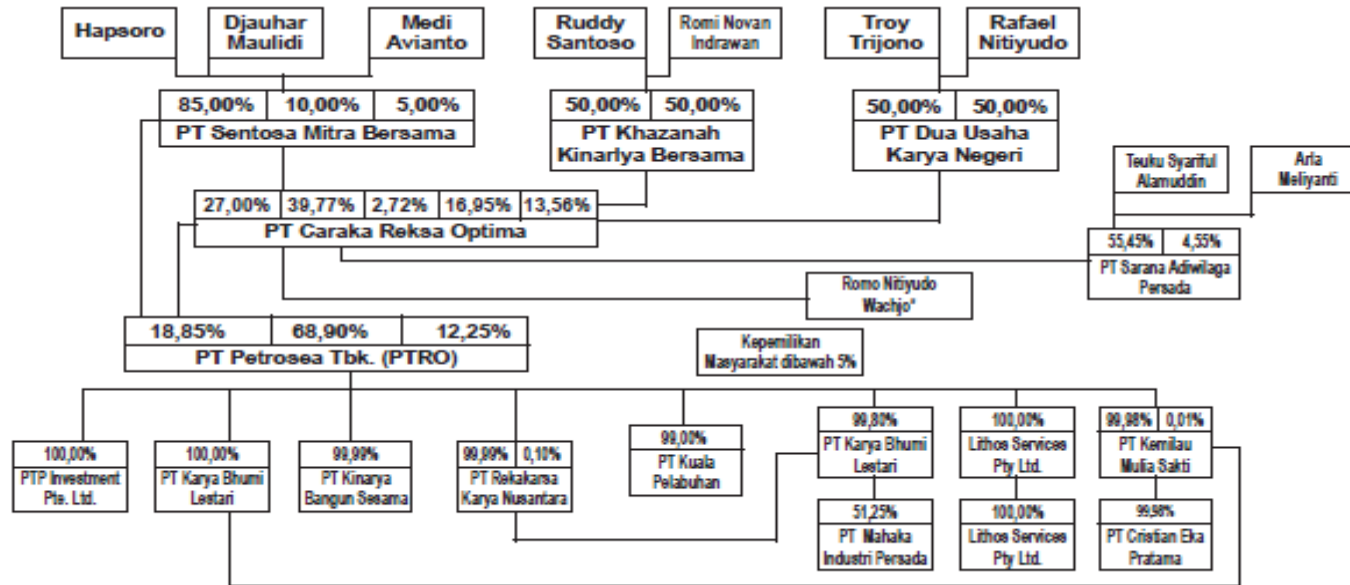 Hapsoro
Djauhar
Maulidi
Medi
Avianto
Ruddy
Santoso
Romi Novan
Indrawan
Troy
Trijono
Rafael
Nitiyudo
85,00% 10,00% 5,00%
PT Sentosa Mitra Bersama
50,00% 50,00%
PT Khazanah
Kinarlya Bersama
50,00% 50,00%
PT Dua Usaha
Karya Negeri
Teuku Syariful
Alamuddin
Arla
Meliyanti
27,00% 39,77% 2,72% 16,95% 13,56%
PT Caraka Reksa Optima
55,45% 4,55%
PT Sarana Adiwilaga
Persada
Romo Nitiyudo
Wachjo*
18,85% 68,90% 12,25%
PT Petrosea Tbk. (PTRO)
Kepemilikan
Masyarakat dibawah 5%
100,00%
PTP Investment
Pte. Ltd.
100,00%
PT Karya Bhumi
Lestari
99,99%
PT Kinarya
Bangun Sesama
99,99% 0,10%
PT Rekakarsa
Karya Nusantara
99,00%
PT Kuala
Pelabuhan
99,80%
PT Karya Bhumi
Lestari
100,00%
Lithos Services
Pty Ltd.
99,98% 0,01%
PT Kemilau
Mulia Sakti
51,25%
PT Mahaka
Industri Persada
100,00%
Lithos Services
Pty Ltd.
99,98%
PT Cristian Eka
Pratama